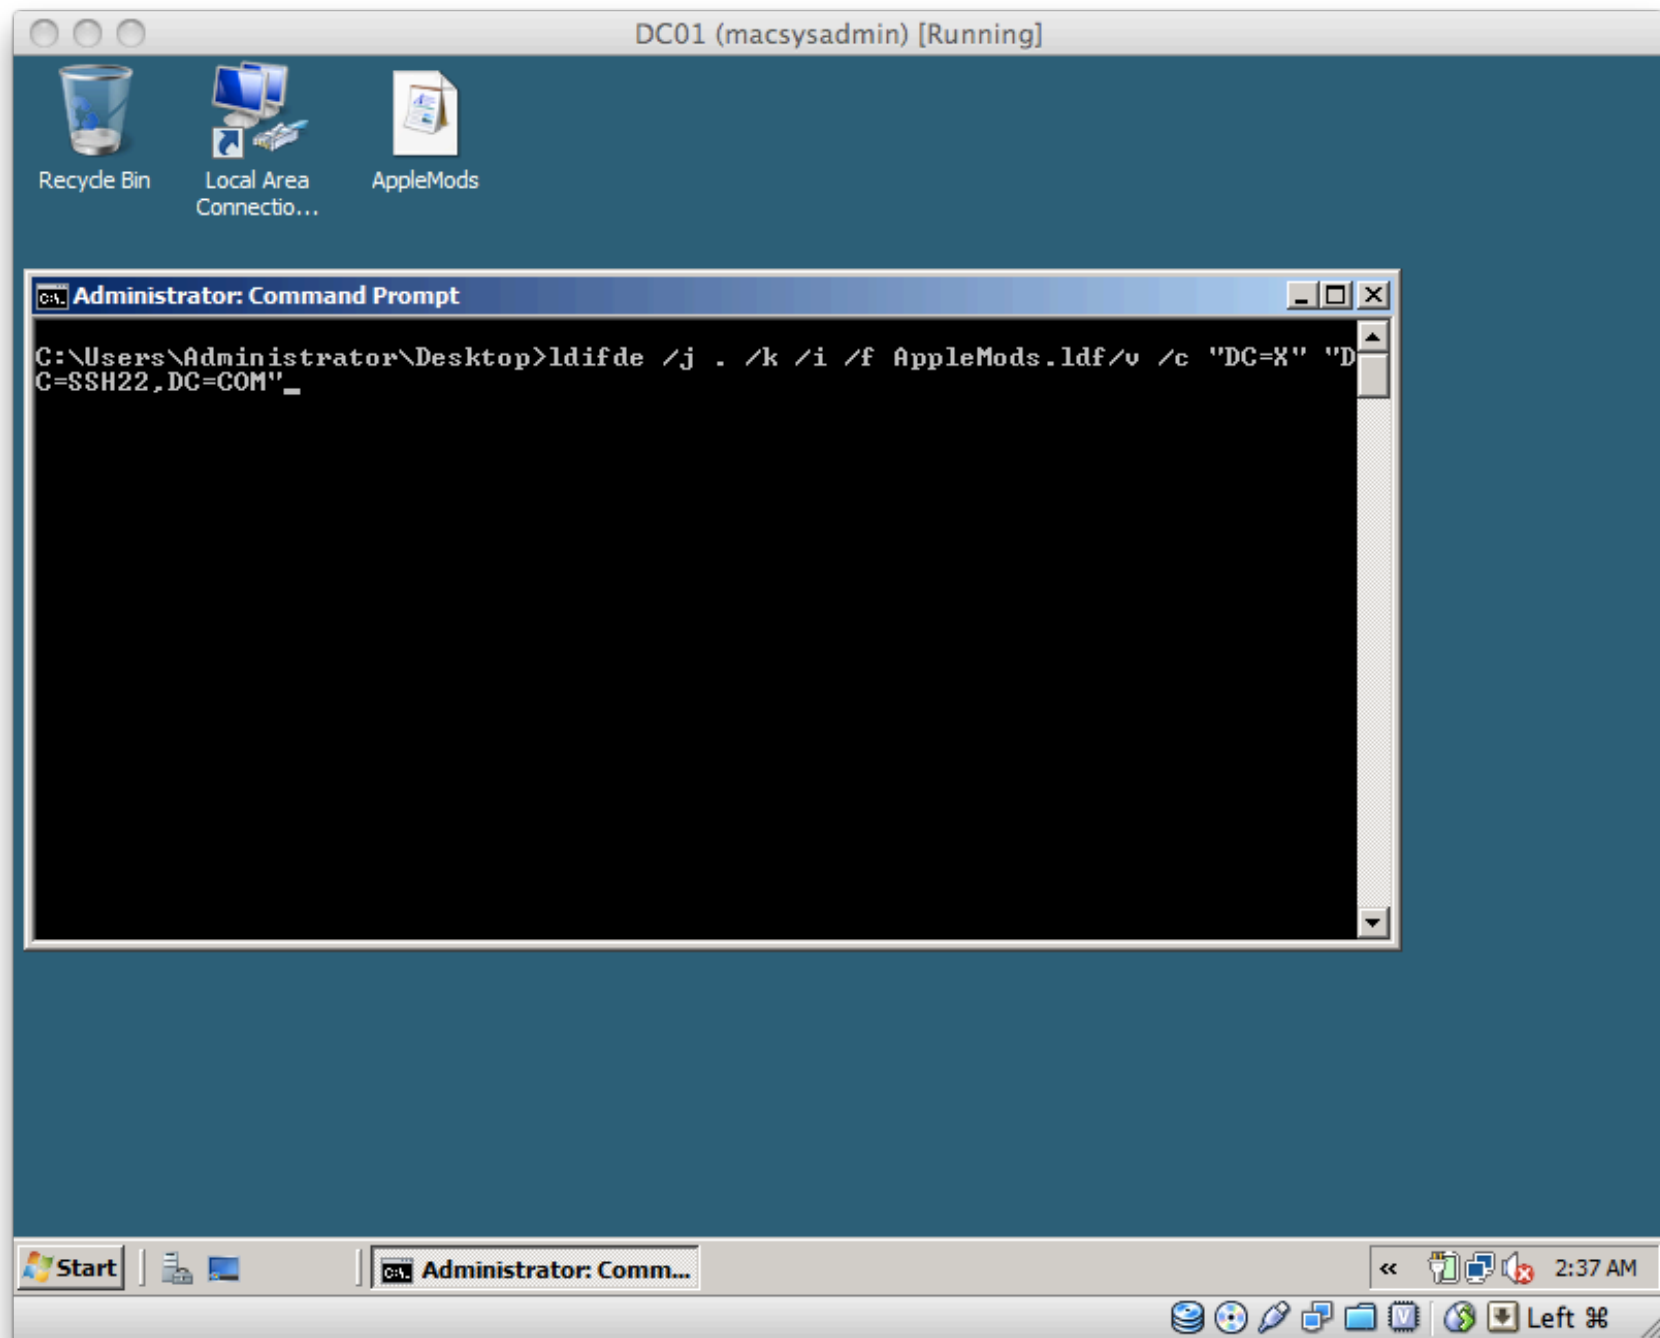 DC01 (macsysadmin) [Running]
Recycle Bin
Local Area
Connectio...
AppleMods
Administrator: Command Prompt
C:\Users\Administrator\Desktop>ldifde /j . /k /i /f AppleMods.ldf/v /c "DC=X" "D
C=SSH22,DC=COM"_
Start
Administrator: Comm...
2:37 AM
Left ⌘